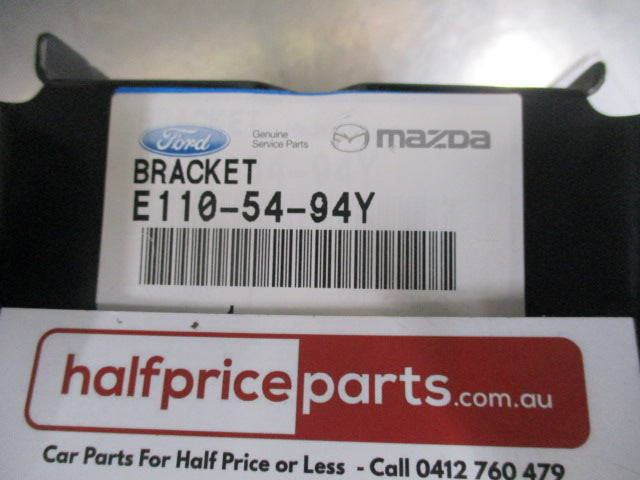 Ford
Genuine
Service Parts
mazda
BRACKET
E110-54-94Y
halfpriceparts.com.au
Car Parts For Half Price or Less - Call 0412 760 479